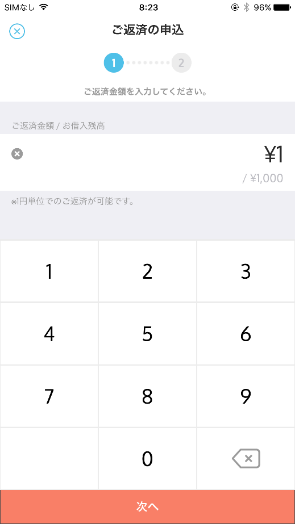 SIMなし 8:23 96%
ご返済の申込
1 2
ご返済金額を入力してください。
ご返済金額 / お借入残高
¥1
/ ¥1,000
※1円単位でのご返済が可能です。
1 2 3
4 5 6
7 8 9
0
次へ